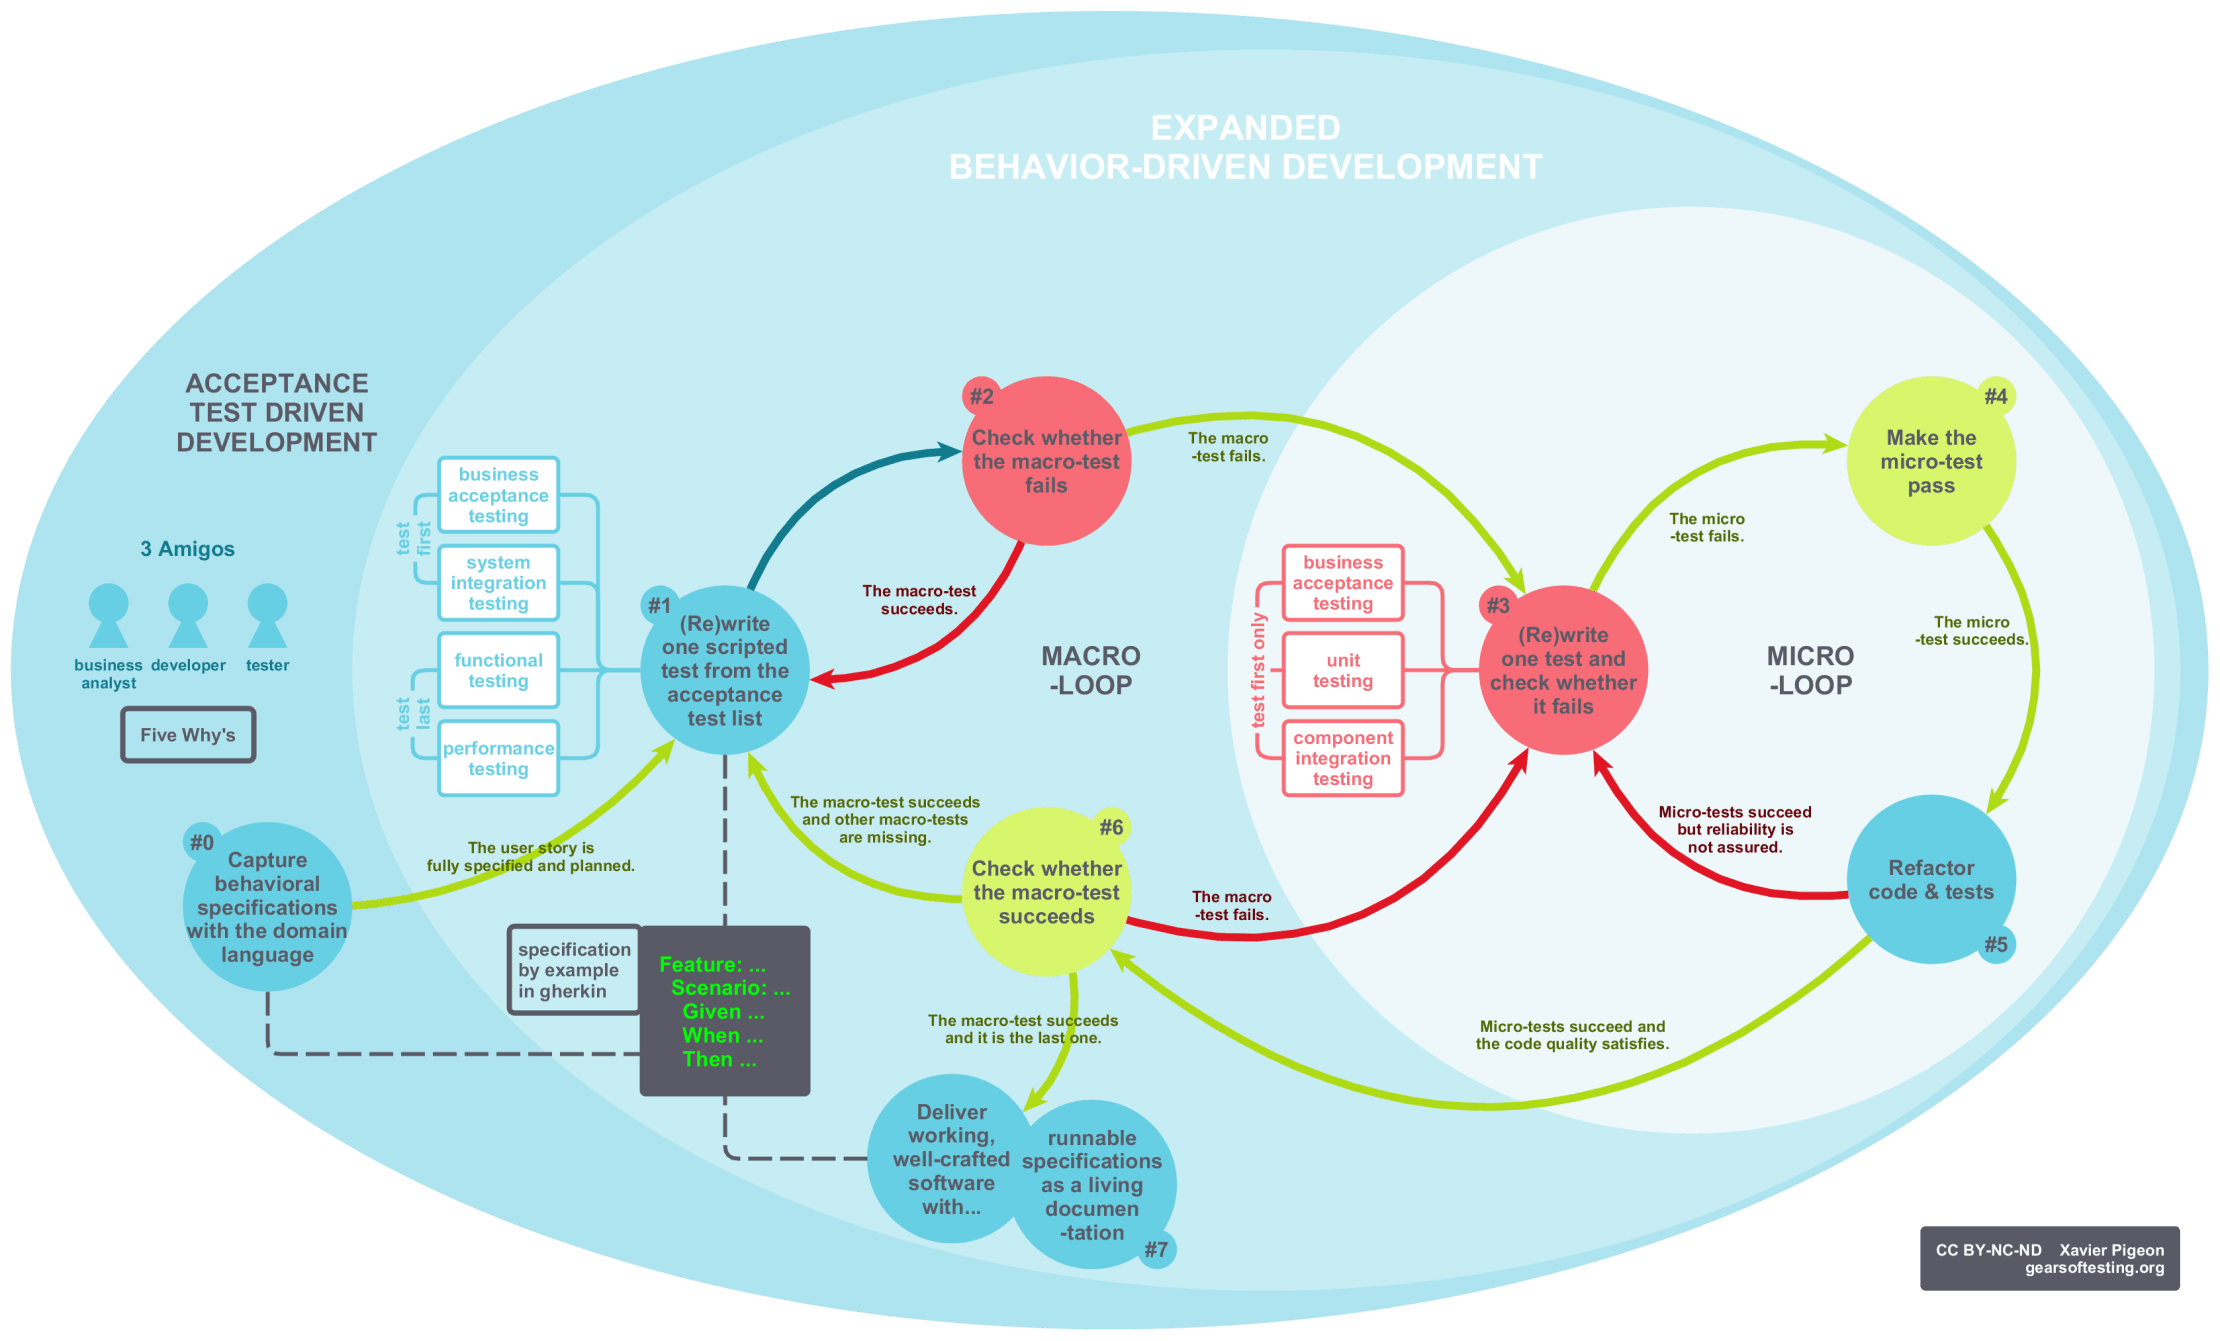 EXPANDED
BEHAVIOR-DRIVEN DEVELOPMENT
ACCEPTANCE
TEST DRIVEN
DEVELOPMENT
3 Amigos
business
analyst
developer
tester
Five Why's
#0
Capture
behavioral
specifications
with the domain
language
The user story is
fully specified and planned.
test
first
business
acceptance
testing
system
integration
testing
test
last
functional
testing
performance
testing
#1
(Re)write
one scripted
test from the
acceptance
test list
specification
by example
in gherkin
Feature: ...
Scenario: ...
Given ...
When ...
Then ...
#2
Check whether
the macro-test
fails
The macro-test
succeeds.
The macro
-test fails.
MACRO
-LOOP
test first only
business
acceptance
testing
unit
testing
component
integration
testing
#3
(Re)write
one test and
check whether
it fails
The micro
-test fails.
MICRO
-LOOP
#4
Make the
micro-test
pass
The micro
-test succeeds.
#5
Refactor
code & tests
Micro-tests succeed
but reliability is
not assured.
Micro-tests succeed and
the code quality satisfies.
#6
Check whether
the macro-test
succeeds
The macro-test succeeds
and other macro-tests
are missing.
The macro
-test fails.
The macro-test succeeds
and it is the last one.
Deliver
working,
well-crafted
software
with...
runnable
specifications
as a living
documen
-tation
#7
CC BY-NC-ND Xavier Pigeon
gearsoftesting.org